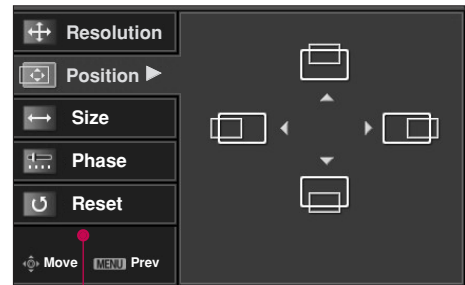 Resolution
Position
Size
Phase
Reset
Move MENU Prev